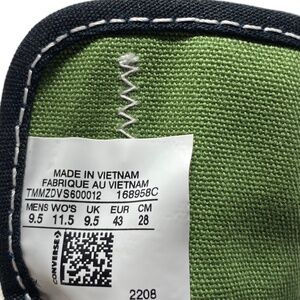 MADE IN VIETNAM
FABRIQUE AU VIETNAM
TMMZDVS600012 168958C
MENS WO'S UK EUR CM
9.5 11.5 9.5 43 28
CONVERSE
2208